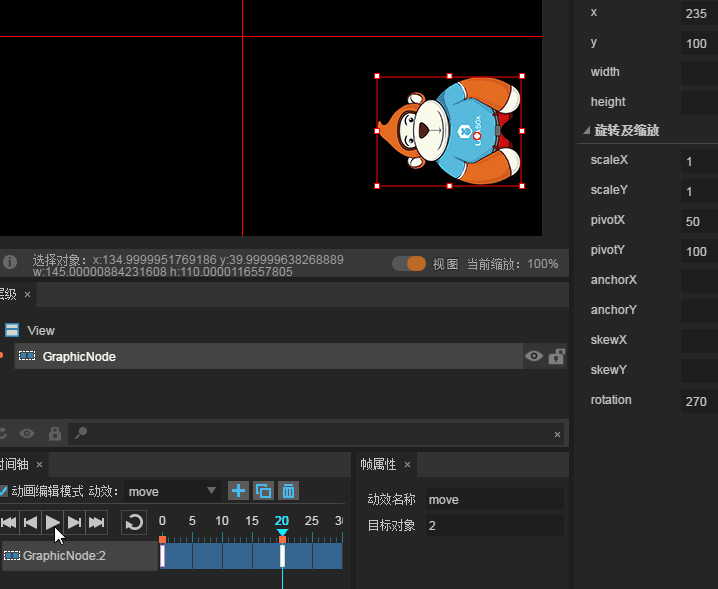 x 235
y 100
width
height
旋转及缩放
scaleX 1
scaleY 1
pivotX 50
pivotY 100
anchorX
anchorY
skewX
skewY
rotation 270
选择对象：x:134.9999951769186 y:39.99999638268889
w:145.00000884231608 h:110.0000116557805
视图 当前缩放：100%
层级 ×
View
GraphicNode
×
时间轴 ×
动画编辑模式 动效： move
0 5 10 15 20 25
GraphicNode:2
帧属性 ×
动效名称 move
目标对象 2